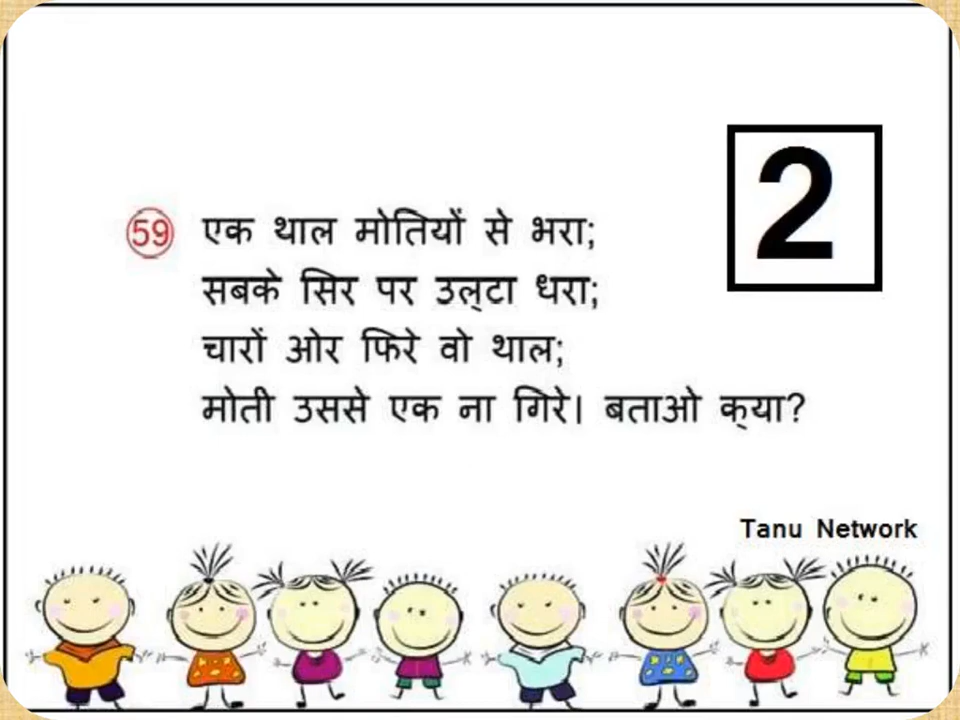 2
59 एक थाल मोतियों से भरा;
सबके सिर पर उल्‌टा धरा;
चारों ओर फिरे वो थाल;
मोती उससे एक ना गिरे। बताओ क्‌या?
Tanu Network